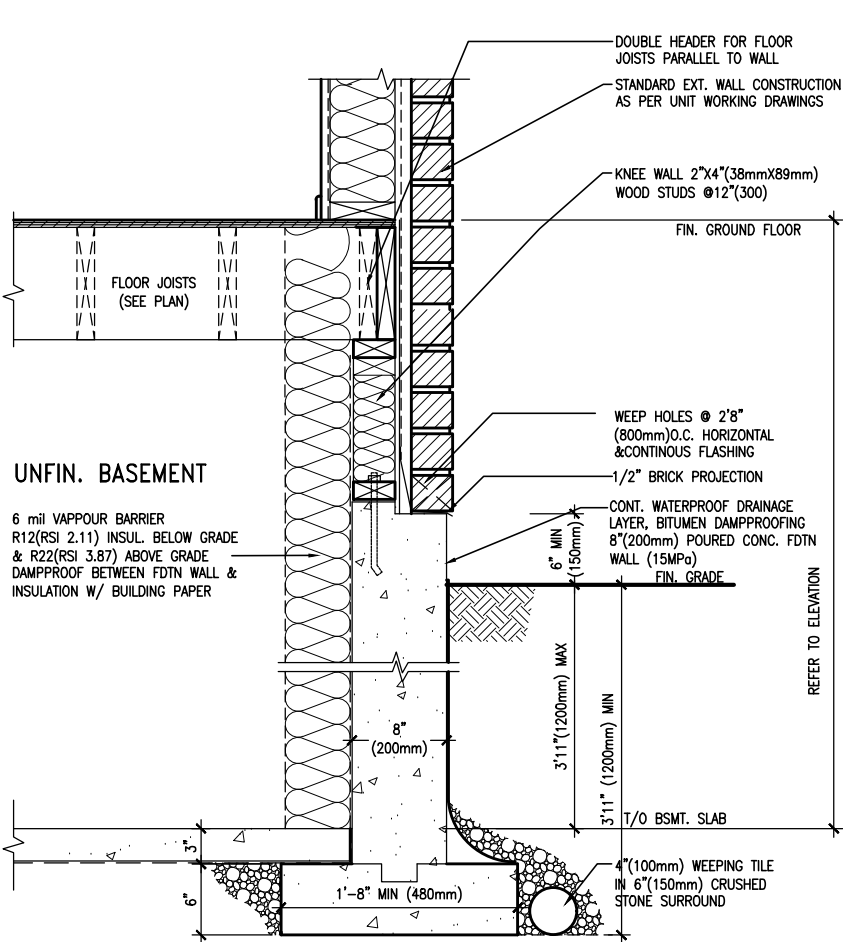 DOUBLE HEADER FOR FLOOR
JOISTS PARALLEL TO WALL
STANDARD EXT. WALL CONSTRUCTION
AS PER UNIT WORKING DRAWINGS
KNEE WALL 2"X4"(38mmX89mm)
WOOD STUDS @12"(300)
FIN. GROUND FLOOR
FLOOR JOISTS
(SEE PLAN)
WEEP HOLES @ 2'8"
(800mm)O.C. HORIZONTAL
&CONTINOUS FLASHING
1/2" BRICK PROJECTION
UNFIN. BASEMENT
6 mil VAPPOUR BARRIER
R12(RSI 2.11) INSUL. BELOW GRADE
& R22(RSI 3.87) ABOVE GRADE
DAMPPROOF BETWEEN FDTN WALL &
INSULATION W/ BUILDING PAPER
CONT. WATERPROOF DRAINAGE
LAYER, BITUMEN DAMPPROOFING
8"(200mm) POURED CONC. FDTN
WALL (15MPa)
FIN. GRADE
6" MIN
(150mm)
REFER TO ELEVATION
3'11"(1200mm) MAX
3'11" (1200mm) MIN
8"
(200mm)
T/O BSMT. SLAB
3"
6"
1'-8" MIN (480mm)
4"(100mm) WEEPING TILE
IN 6"(150mm) CRUSHED
STONE SURROUND